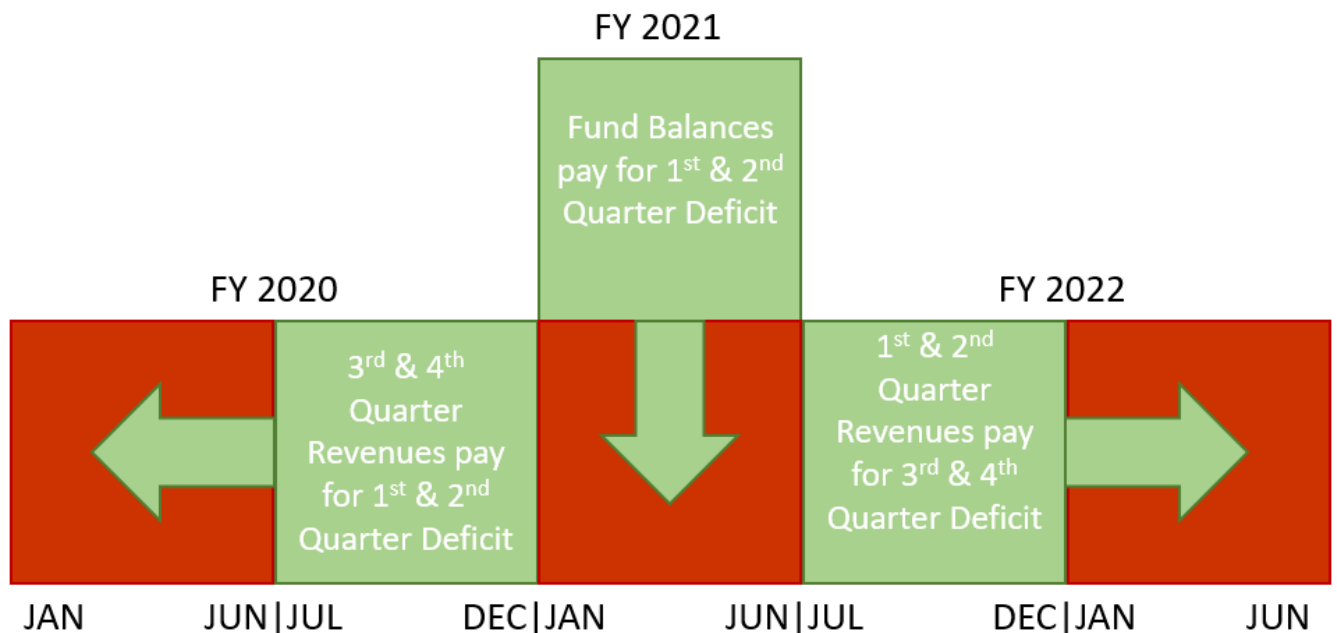 FY 2021
Fund Balances
pay for 1st & 2nd
Quarter Deficit
FY 2020
FY 2022
3rd & 4th
Quarter
Revenues pay
for 1st & 2nd
Quarter Deficit
1st & 2nd
Quarter
Revenues pay
for 3rd & 4th
Quarter Deficit
JAN JUN|JUL DEC|JAN JUN|JUL DEC|JAN JUN